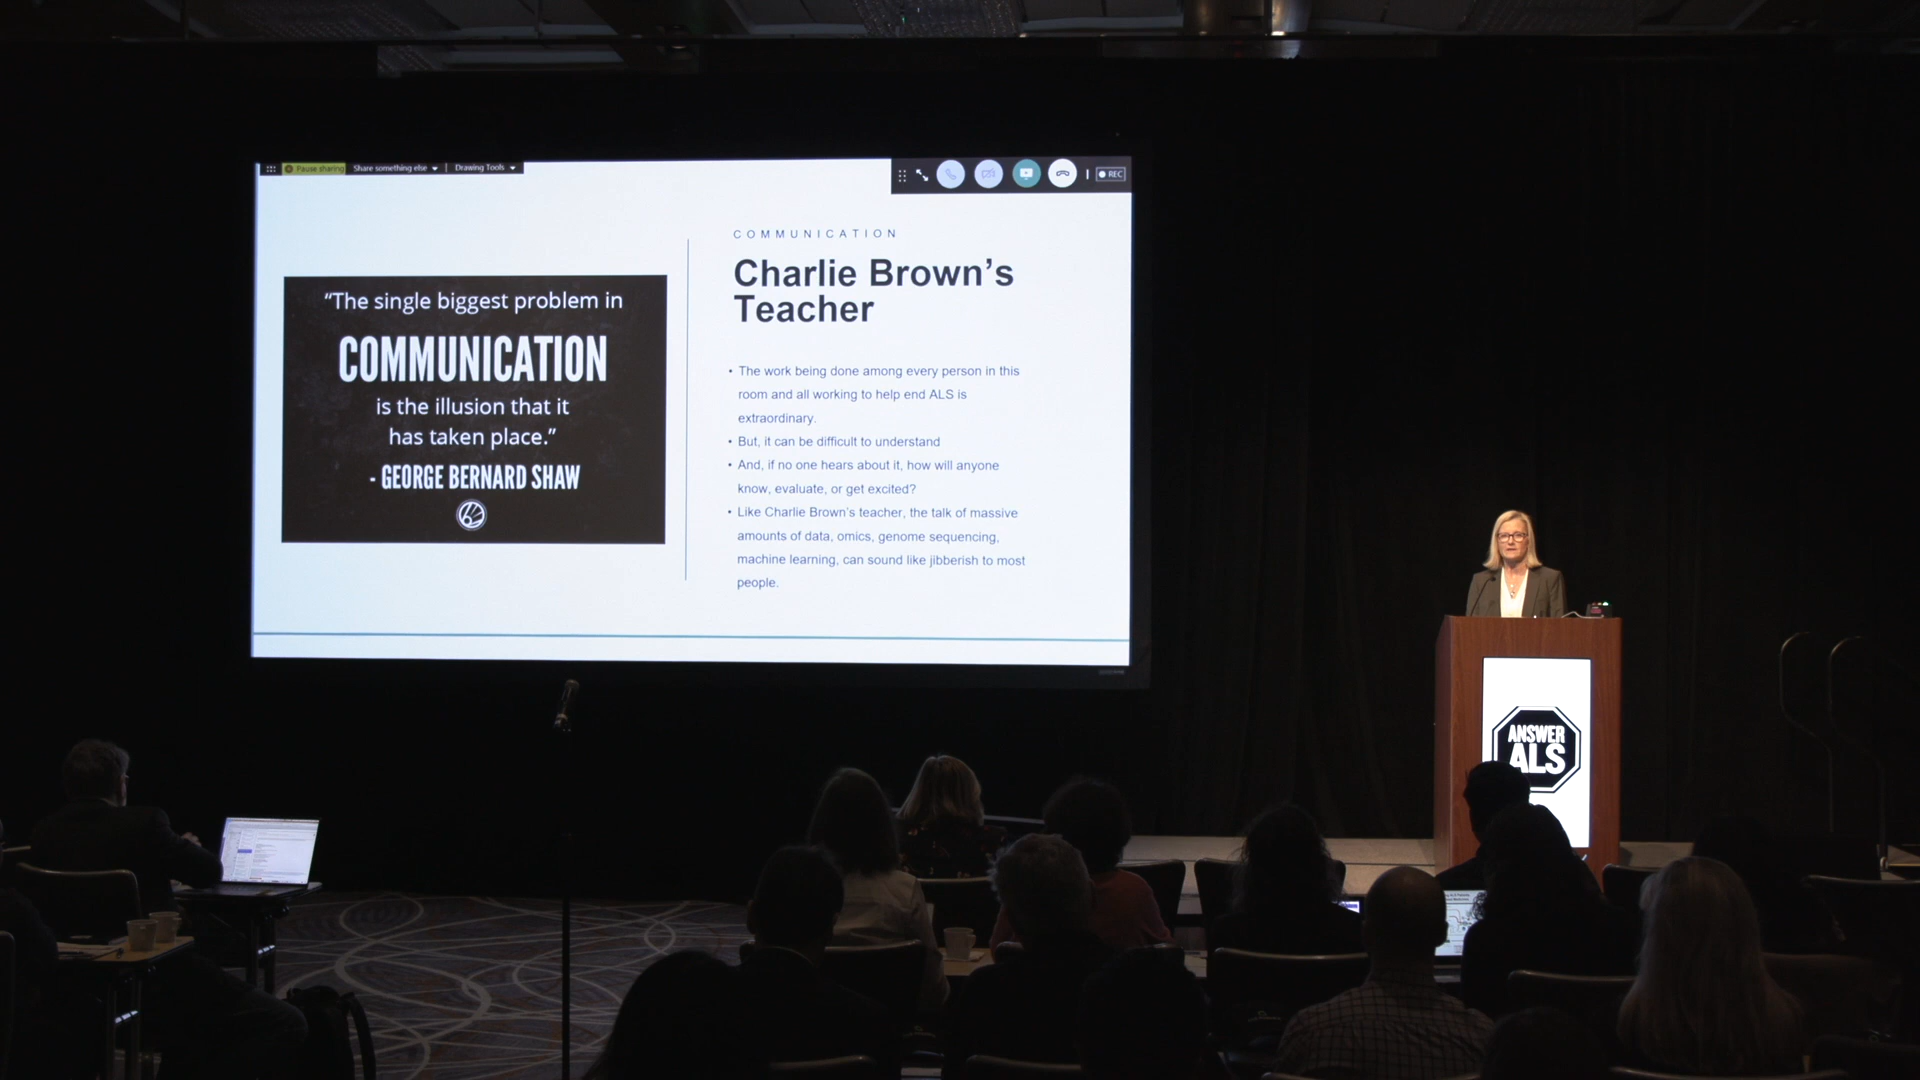 Pause sharing Share something else Drawing Tools
REC
“The single biggest problem in
COMMUNICATION
is the illusion that it
has taken place.”
- GEORGE BERNARD SHAW
COMMUNICATION
Charlie Brown’s
Teacher
• The work being done among every person in this
room and all working to help end ALS is
extraordinary.
• But, it can be difficult to understand
• And, if no one hears about it, how will anyone
know, evaluate, or get excited?
• Like Charlie Brown’s teacher, the talk of massive
amounts of data, omics, genome sequencing,
machine learning, can sound like jibberish to most
people.
ANSWER
ALS